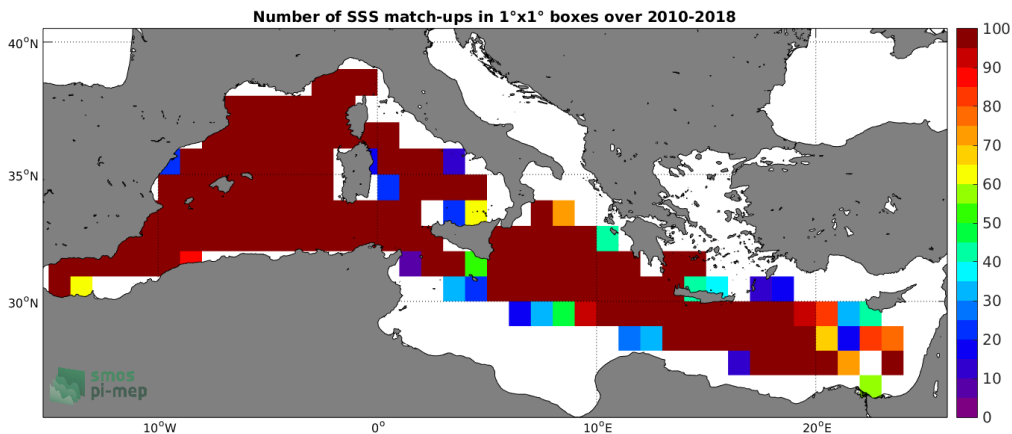 Number of SSS match-ups in 1°x1° boxes over 2010-2018
40°N
35°N
30°N
10°W
0°
10°E
20°E
100
90
80
70
60
50
40
30
20
10
0
smos
pi-mep